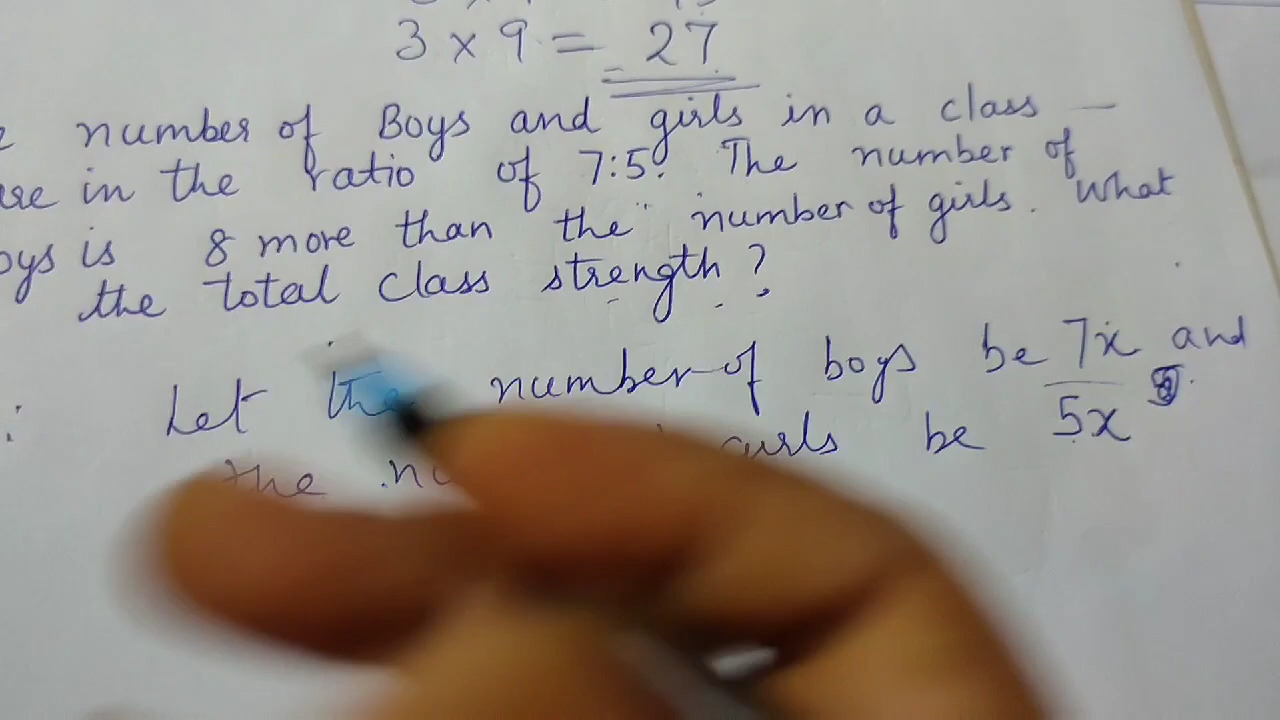 3 × 9 = 27
number of Boys and girls in a class —
in the ratio of 7:5. The number of
is 8 more than the number of girls. What
the total class strength ?
: Let the number of boys be 7x and
the girls be 5x